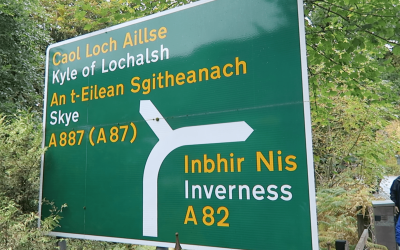 Caol Loch Aillse
Kyle of Lochalsh
An t-Eilean Sgitheanach
Skye
A887 (A87)
Inbhir Nis
Inverness
A82